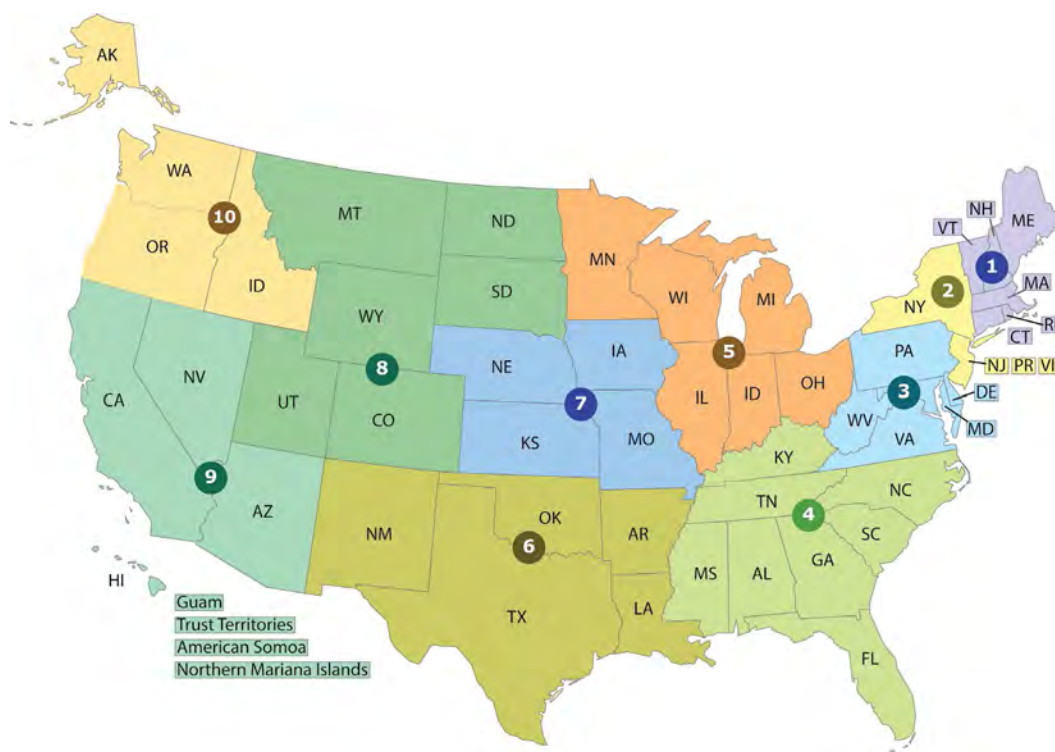 AK
WA
10
OR
ID
MT
ND
SD
WY
8
UT
CO
CA
NV
9
AZ
HI
Guam
Trust Territories
American Somoa
Northern Mariana Islands
NE
IA
7
KS
MO
NM
OK
6
TX
AR
LA
MN
WI
MI
5
IL
ID
OH
KY
TN
4
NC
SC
MS
AL
GA
FL
PA
3
WV
VA
DE
MD
NY
2
NJ PR VI
NH
VT
ME
1
MA
R
CT